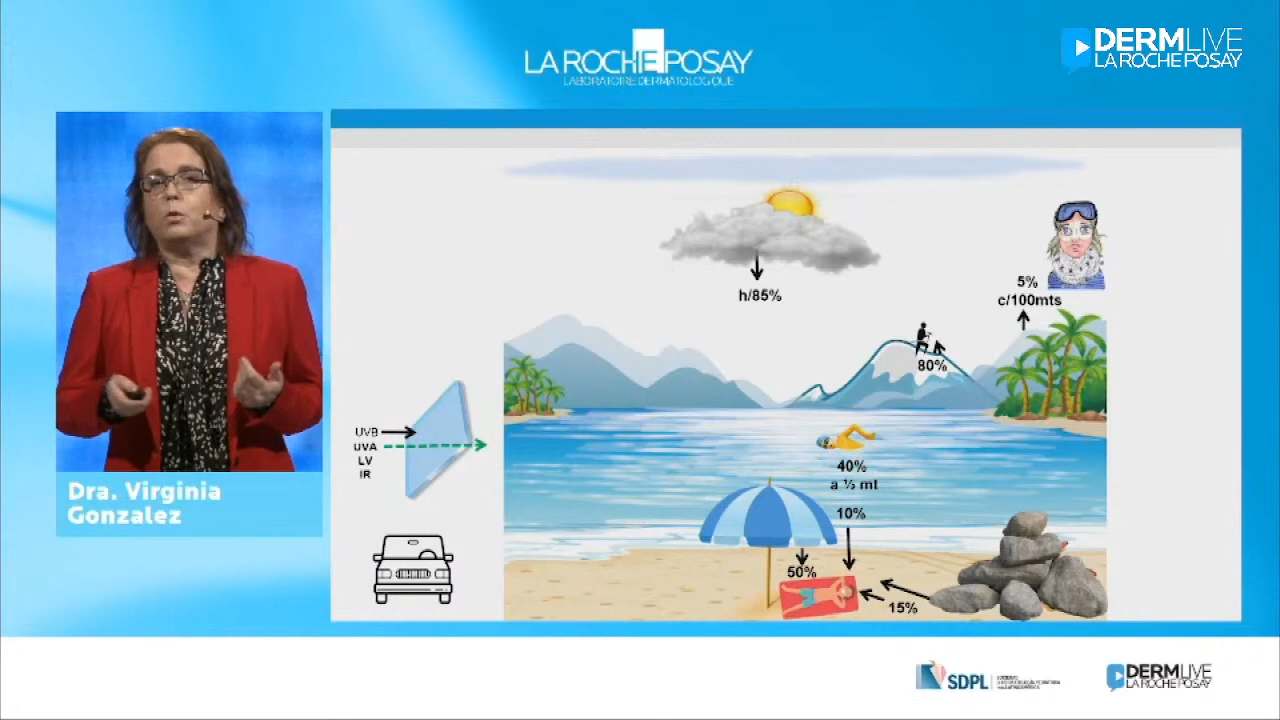 LA ROCHE POSAY
LABORATOIRE DERMATOLOGIQUE
DERMLIVE
LA ROCHE POSAY
Dra. Virginia
Gonzalez
h/85%
5%
c/100mts
80%
UVB
UVA
LV
IR
40%
a ½ mt
10%
50%
15%
SDPL
DERMLIVE
LA ROCHE POSAY